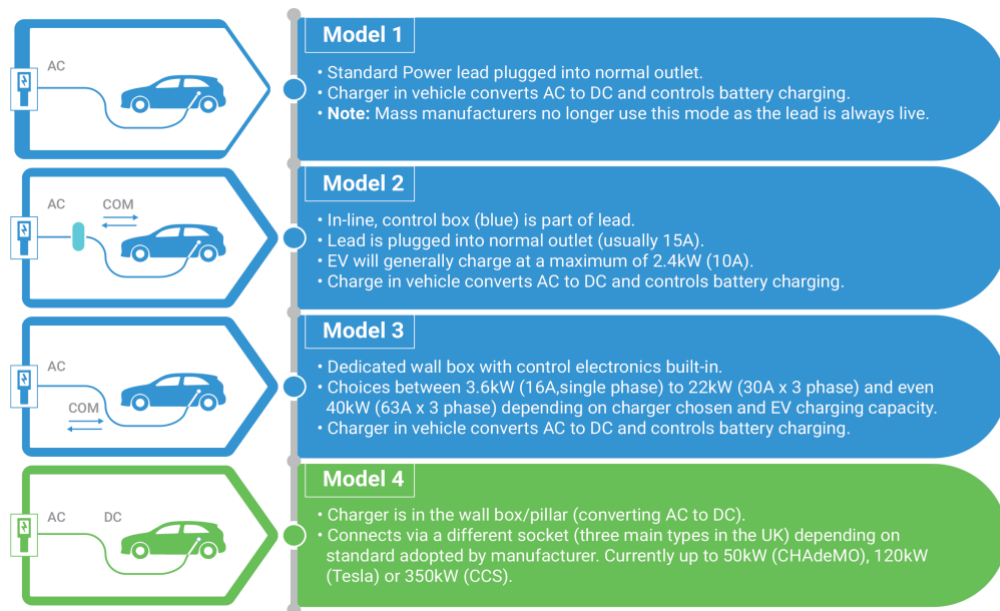 AC
Model 1
• Standard Power lead plugged into normal outlet.
• Charger in vehicle converts AC to DC and controls battery charging.
• Note: Mass manufacturers no longer use this mode as the lead is always live.
AC
COM
Model 2
• In-line, control box (blue) is part of lead.
• Lead is plugged into normal outlet (usually 15A).
• EV will generally charge at a maximum of 2.4kW (10A).
• Charge in vehicle converts AC to DC and controls battery charging.
AC
COM
Model 3
• Dedicated wall box with control electronics built-in.
• Choices between 3.6kW (16A,single phase) to 22kW (30A x 3 phase) and even
40kW (63A x 3 phase) depending on charger chosen and EV charging capacity.
• Charger in vehicle converts AC to DC and controls battery charging.
AC
DC
Model 4
• Charger is in the wall box/pillar (converting AC to DC).
• Connects via a different socket (three main types in the UK) depending on
standard adopted by manufacturer. Currently up to 50kW (CHAdeMO), 120kW
(Tesla) or 350kW (CCS).